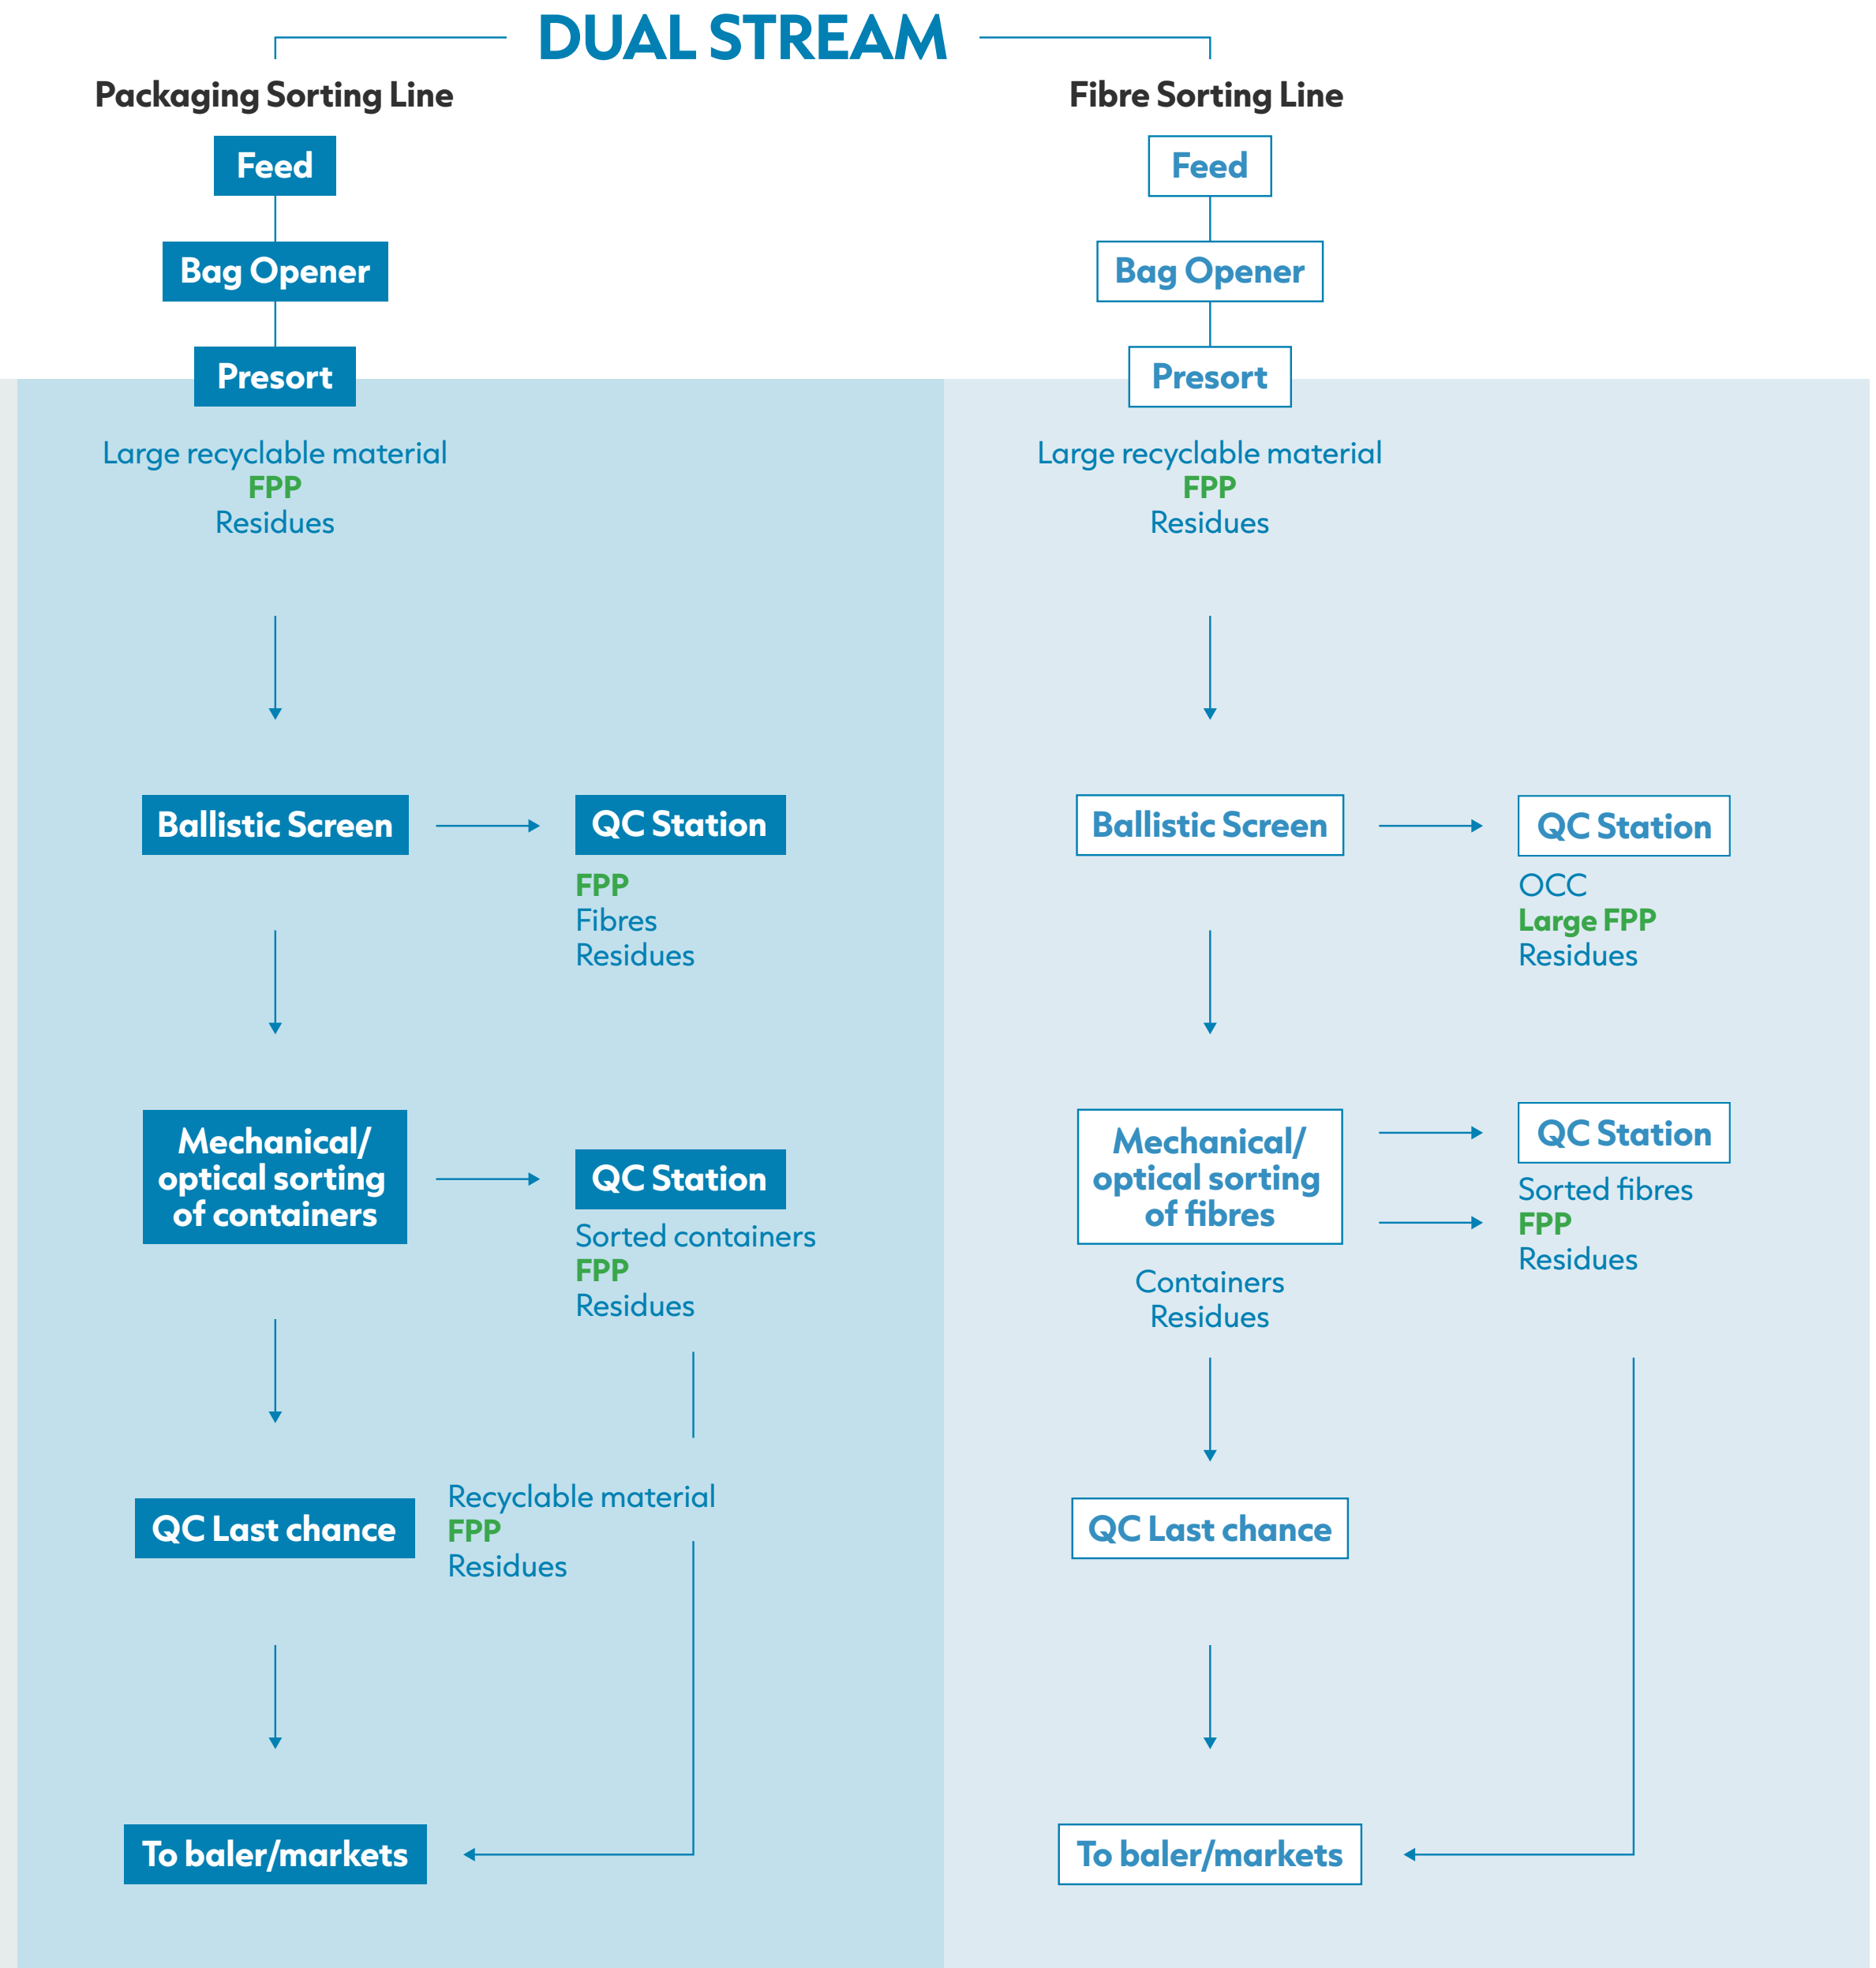 DUAL STREAM
Packaging Sorting Line
Feed
Bag Opener
Presort
Large recyclable material
FPP
Residues
Ballistic Screen
QC Station
FPP
Fibres
Residues
Mechanical/
optical sorting
of containers
QC Station
Sorted containers
FPP
Residues
QC Last chance
Recyclable material
FPP
Residues
To baler/markets
Fibre Sorting Line
Feed
Bag Opener
Presort
Large recyclable material
FPP
Residues
Ballistic Screen
QC Station
OCC
Large FPP
Residues
Mechanical/
optical sorting
of fibres
Containers
Residues
QC Station
Sorted fibres
FPP
Residues
QC Last chance
To baler/markets